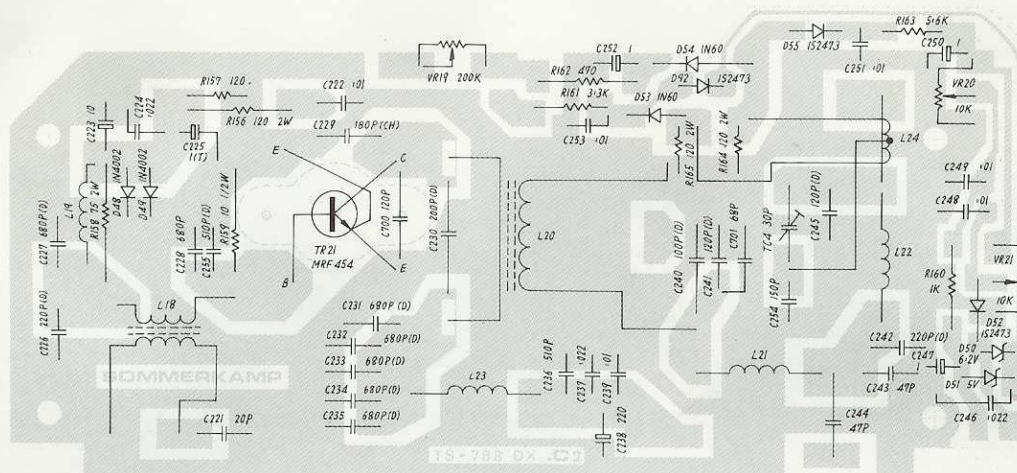 R163 5·6K
C250 1
D55 1S2473
C251 ·01
VR20
10K
C252 1
D54 1N60
D92 1S2473
VR19 200K
R162 470
R161 3·3K
D53 1N60
C253 ·01
R157 120
R156 120 2W
C222 ·01
C229 180P(CH)
C223 10
C224 ·022
C225 1(T)
E
C
L24
R165 120 2W
R164 120 2W
C249 ·01
C248 ·01
L19
R158 75 2W
D48 1N4002
D49 1N4002
C227 680P(D)
C228 680P
C255 510P(D)
R159 10 1/2W
TR21
MRF454
B
E
C700 120P
C230 200P(D)
L20
C240 100P(D)
C241 120P(D)
C701 68P
TC4 30P
C245 120P(D)
L22
C254 150P
R160
1K
VR21
10K
D52
1S2473
C226 220P(D)
L18
C231 680P(D)
C232 680P(D)
C233 680P(D)
C234 680P(D)
C235 680P(D)
C242 220P(D)
C247
D50
6·2V
D51 5V
C243 47P
C246 ·022
SOMMERKAMP
L23
C236 510P
C237 ·022
C239 ·01
L21
C244
47P
C221 20P
C238 220
TS-788 DX